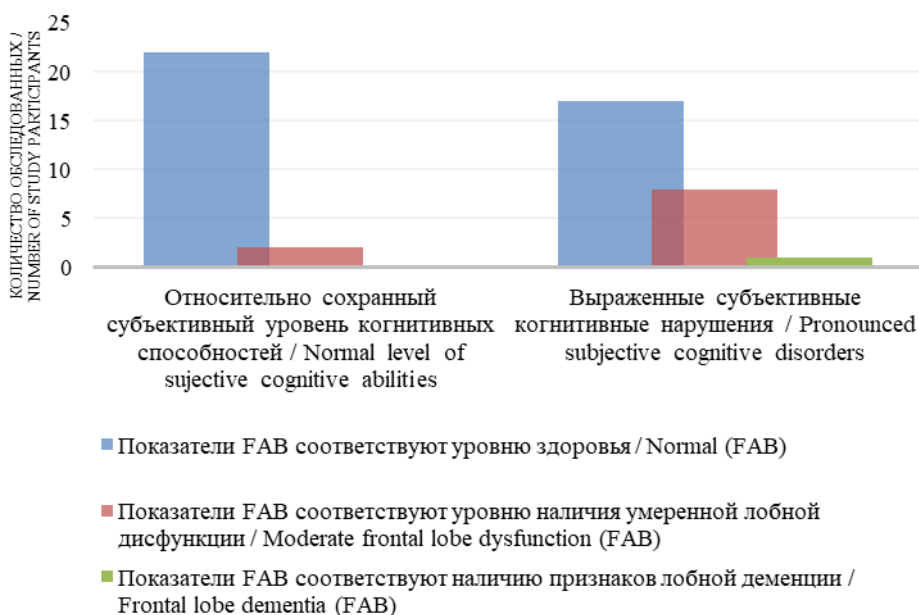 КОЛИЧЕСТВО ОБСЛЕДОВАННЫХ /
NUMBER OF STUDY PARTICIPANTS
25
20
15
10
5
0
Относительно сохранный
субъективный уровень когнитивных
способностей / Normal level of
sujective cognitive abilities
Выраженные субъективные
когнитивные нарушения / Pronounced
subjective cognitive disorders
Показатели FAB соответствуют уровню здоровья / Normal (FAB)
Показатели FAB соответствуют уровню наличия умеренной лобной
дисфункции / Moderate frontal lobe dysfunction (FAB)
Показатели FAB соответствуют наличию признаков лобной деменции /
Frontal lobe dementia (FAB)